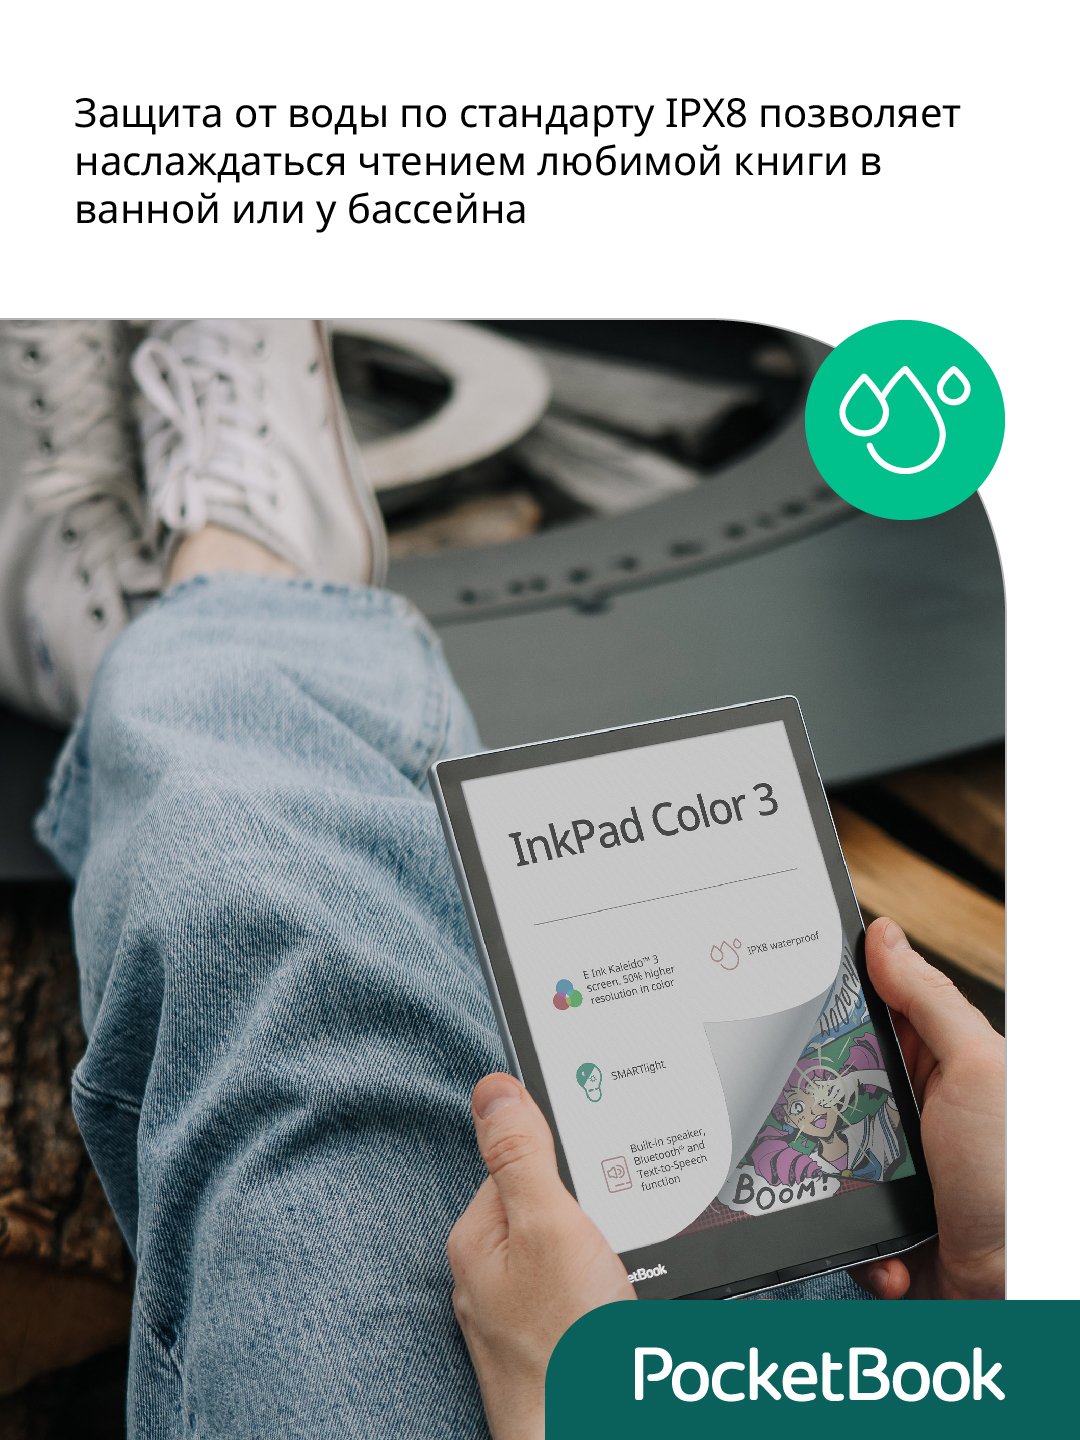 Защита от воды по стандарту IPX8 позволяет
наслаждаться чтением любимой книги в
ванной или у бассейна
InkPad Color 3
E Ink Kaleido™ 3
screen, 50% higher
resolution in color
IPX8 waterproof
SMARTlight
Built-in speaker,
Bluetooth® and
Text-to-Speech
function
BOOM!
etBook
PocketBook